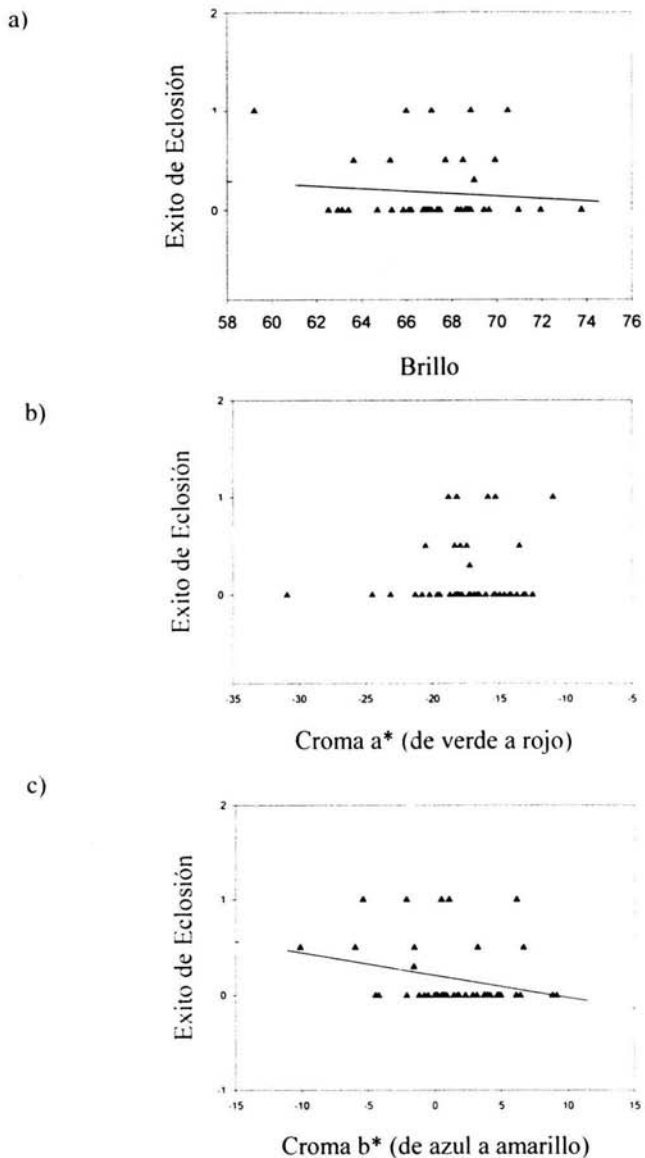 a)
Exito de Eclosión
2
1
0
58 60 62 64 66 68 70 72 74 76
Brillo
b)
Exito de Eclosión
2
1
0
-35 -30 -25 -20 -15 -10 -5
Croma a* (de verde a rojo)
c)
Exito de Eclosión
2
1
0
-1
-15 -10 -5 0 5 10 15
Croma b* (de azul a amarillo)